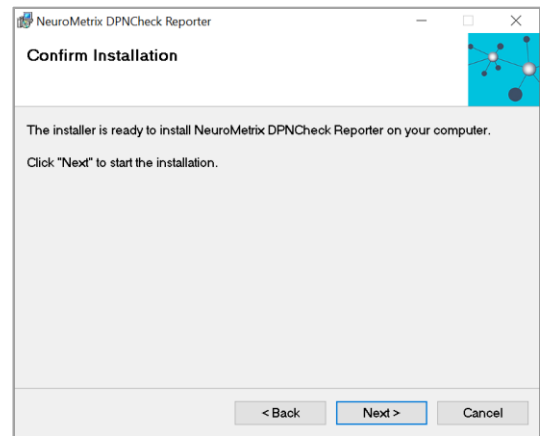 NeuroMetrix DPNCheck Reporter
Confirm Installation
The installer is ready to install NeuroMetrix DPNCheck Reporter on your computer.
Click "Next" to start the installation.
< Back
Next >
Cancel